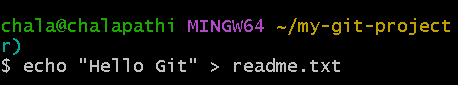 chala@chalapathi MINGW64 ~/my-git-project
r)
$ echo "Hello Git" > readme.txt